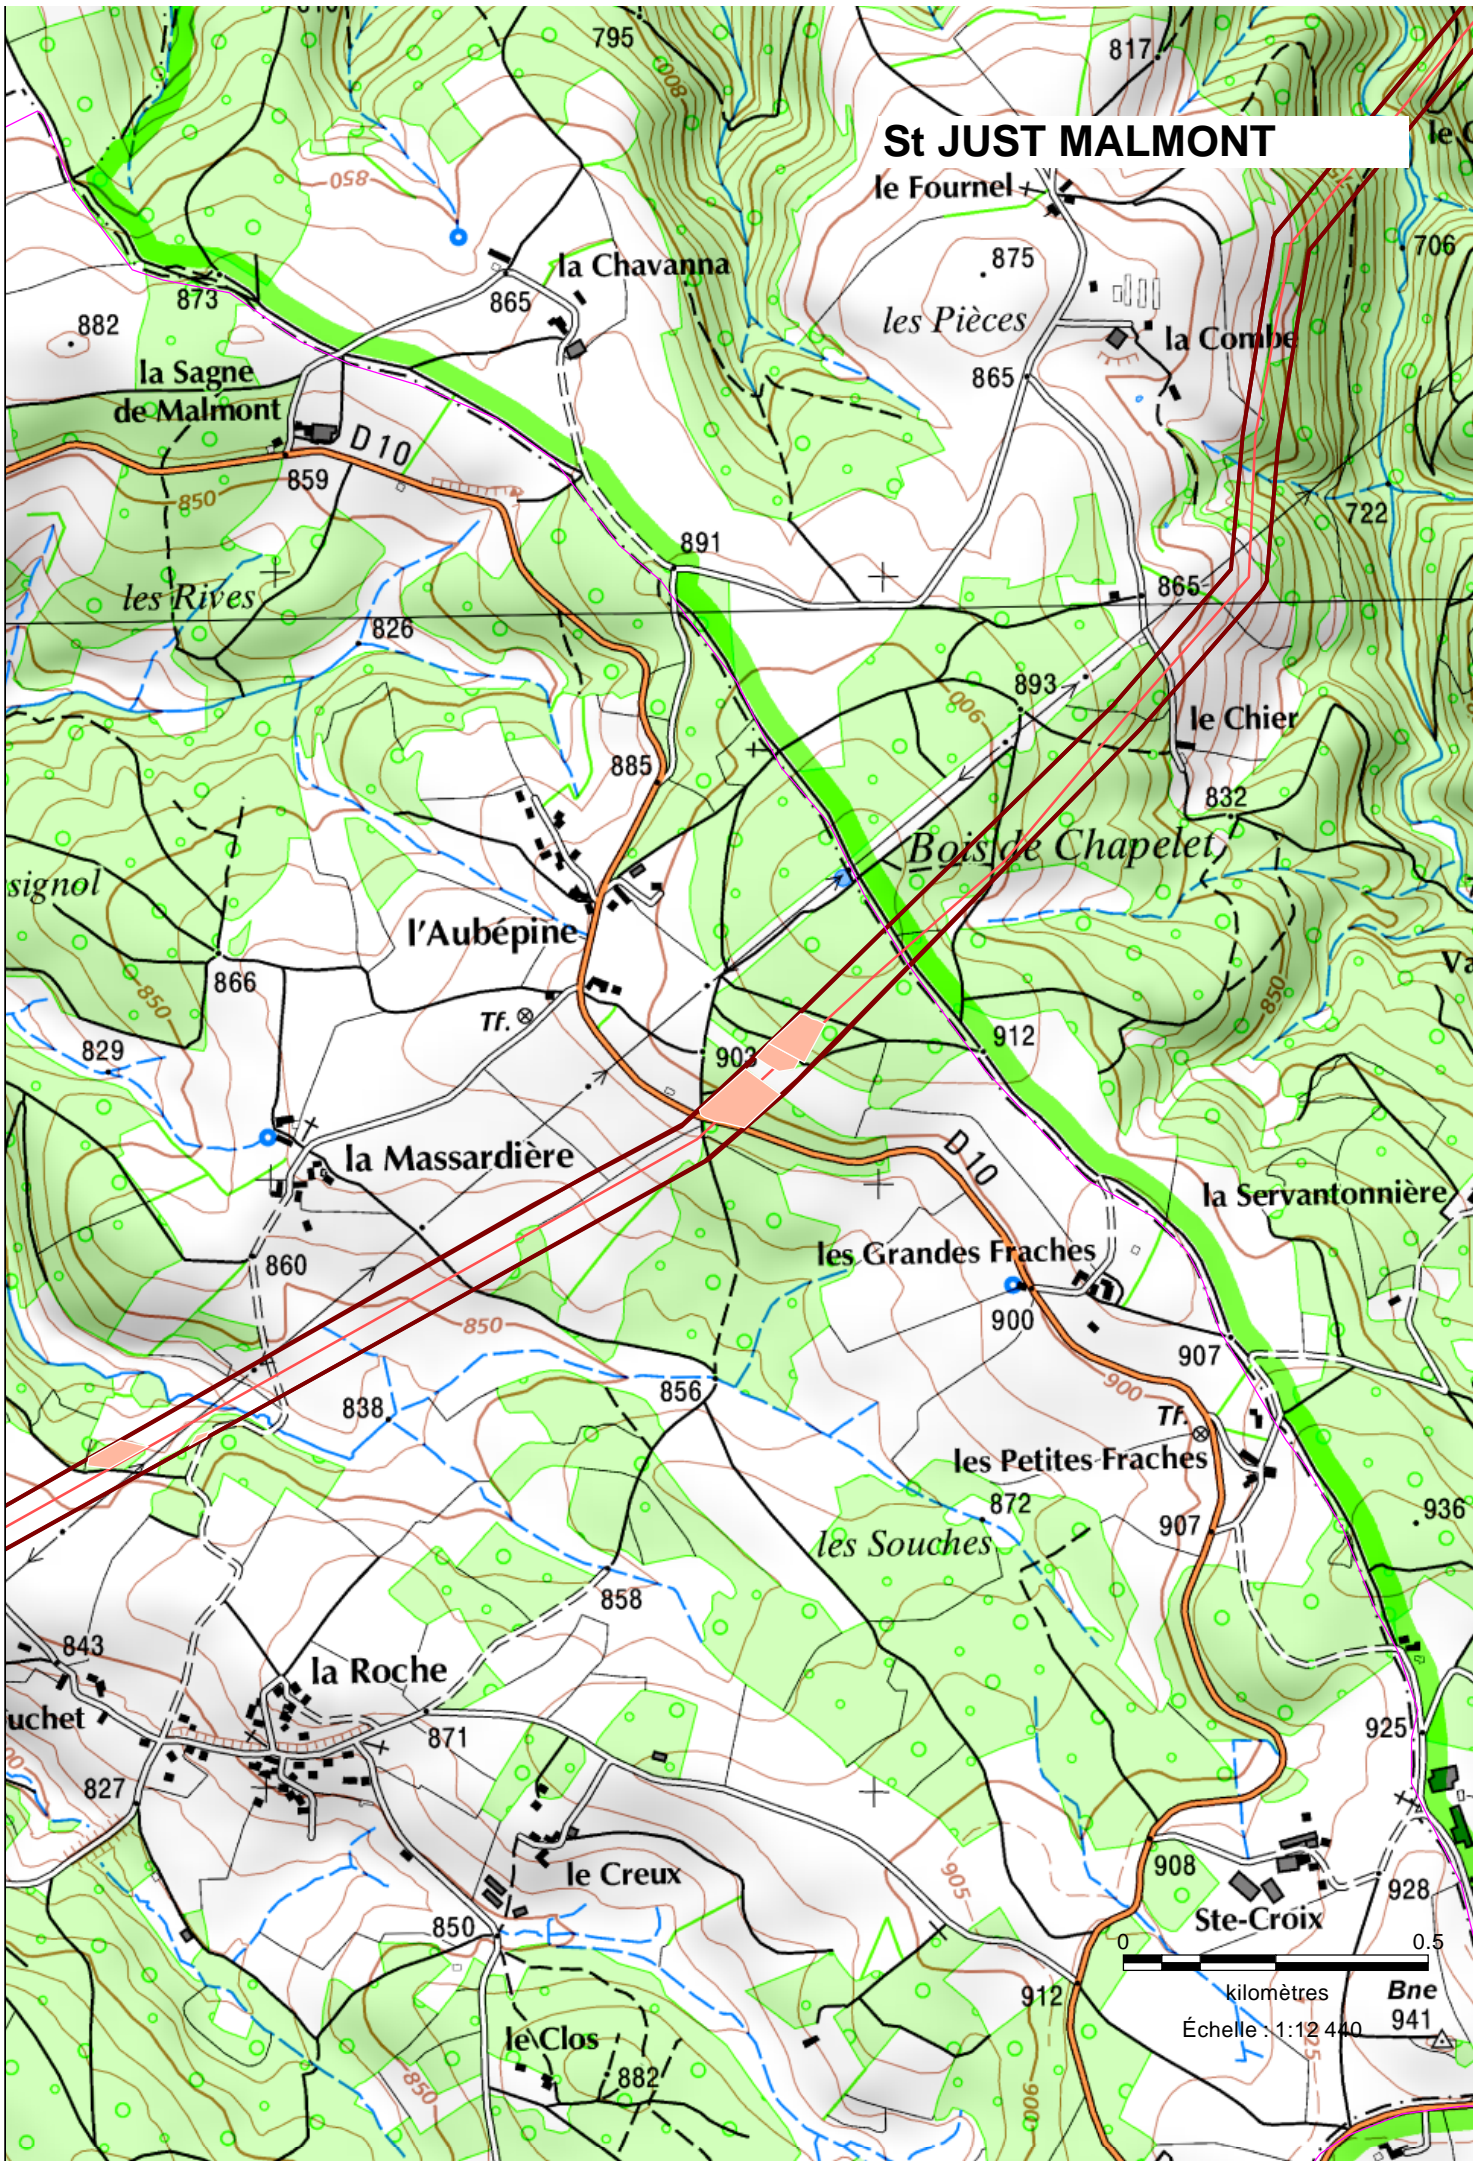 795
817
800
St JUST MALMONT
le Fournel
850
706
la Chavanna
875
873
865
les Pièces
882
la Combe
la Sagne
de Malmont
865
D 10
859
850
722
891
les Rives
865
826
893
900
le Chier
885
832
Bois de Chapelet
signol
l'Aubépine
866
850
850
Tf.
829
903
912
la Massardière
D 10
la Servantonnière
860
les Grandes Fraches
900
850
907
856
900
838
Tf.
les Petites Fraches
872
936
907
les Souches
858
843
la Roche
uchet
871
925
827
908
le Creux
905
928
850
Ste-Croix
0 0.5
912
kilomètres
Bne
941
Échelle : 1:12 440
925
le Clos
882
850
900